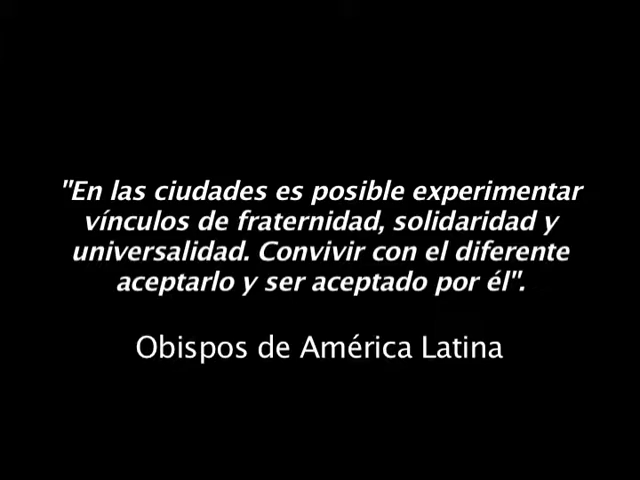 "En las ciudades es posible experimentar
vínculos de fraternidad, solidaridad y
universalidad. Convivir con el diferente
aceptarlo y ser aceptado por él".
Obispos de América Latina